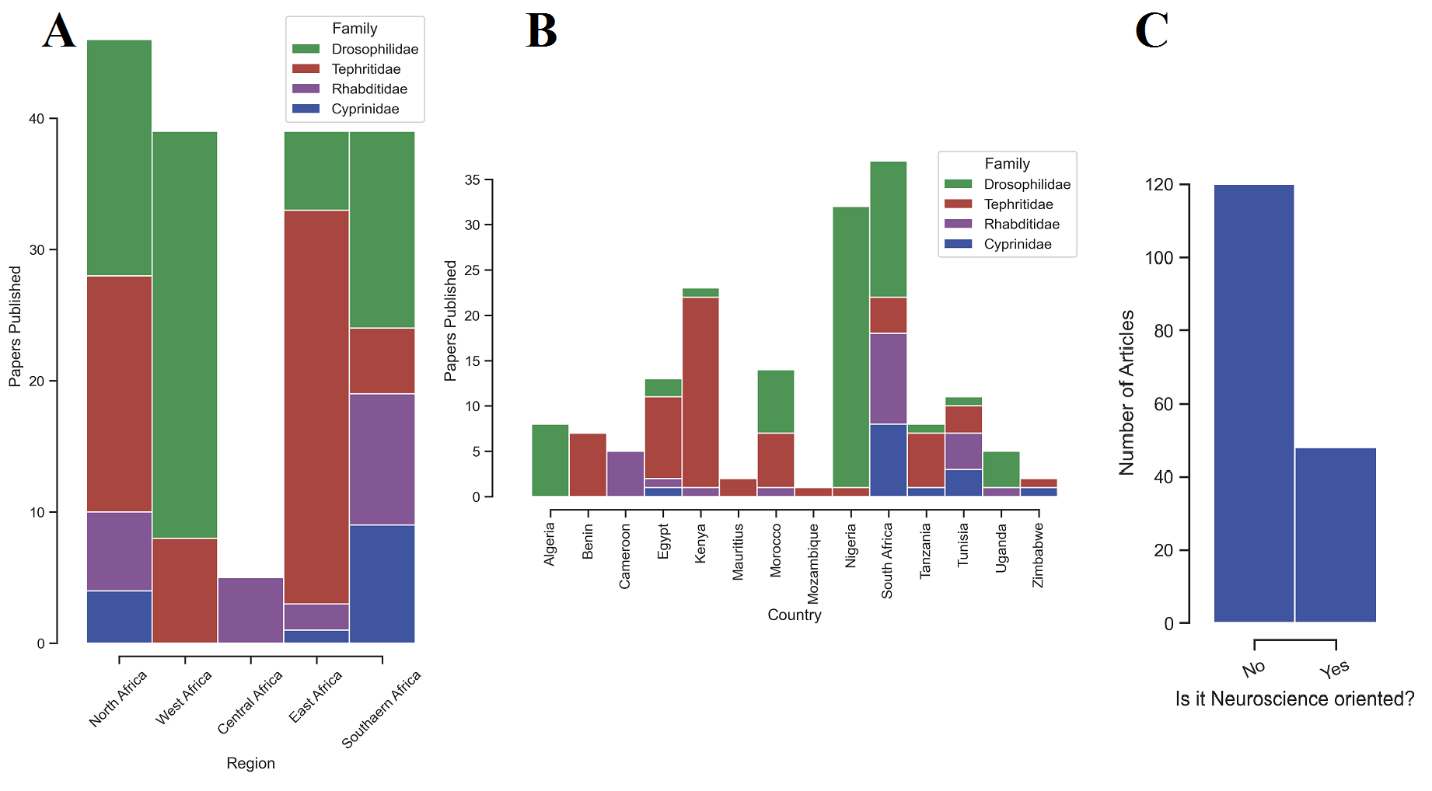 A
Family
Drosophilidae
Tephritidae
Rhabditidae
Cyprinidae
Papers Published
40
30
20
10
0
North Africa
West Africa
Central Africa
East Africa
Southaern Africa
Region
B
Family
Drosophilidae
Tephritidae
Rhabditidae
Cyprinidae
Papers Published
35
30
25
20
15
10
5
0
Algeria
Benin
Cameroon
Egypt
Kenya
Mauritius
Morocco
Mozambique
Nigeria
South Africa
Tanzania
Tunisia
Uganda
Zimbabwe
Country
C
Number of Articles
120
100
80
60
40
20
0
No
Yes
Is it Neuroscience oriented?